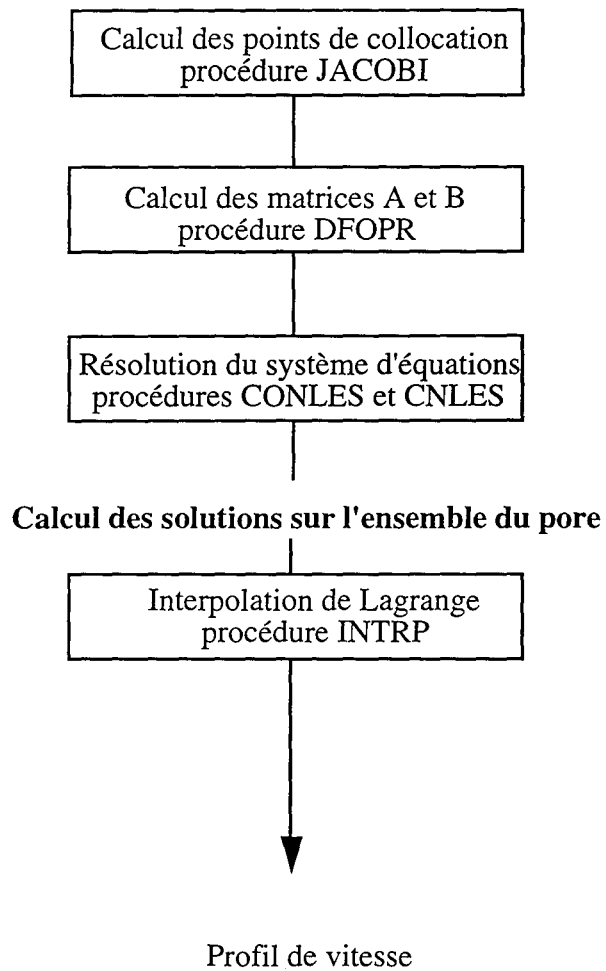 Calcul des points de collocation
procédure JACOBI
Calcul des matrices A et B
procédure DFOPR
Résolution du système d'équations
procédures CONLES et CNLES
Calcul des solutions sur l'ensemble du pore
Interpolation de Lagrange
procédure INTRP
Profil de vitesse